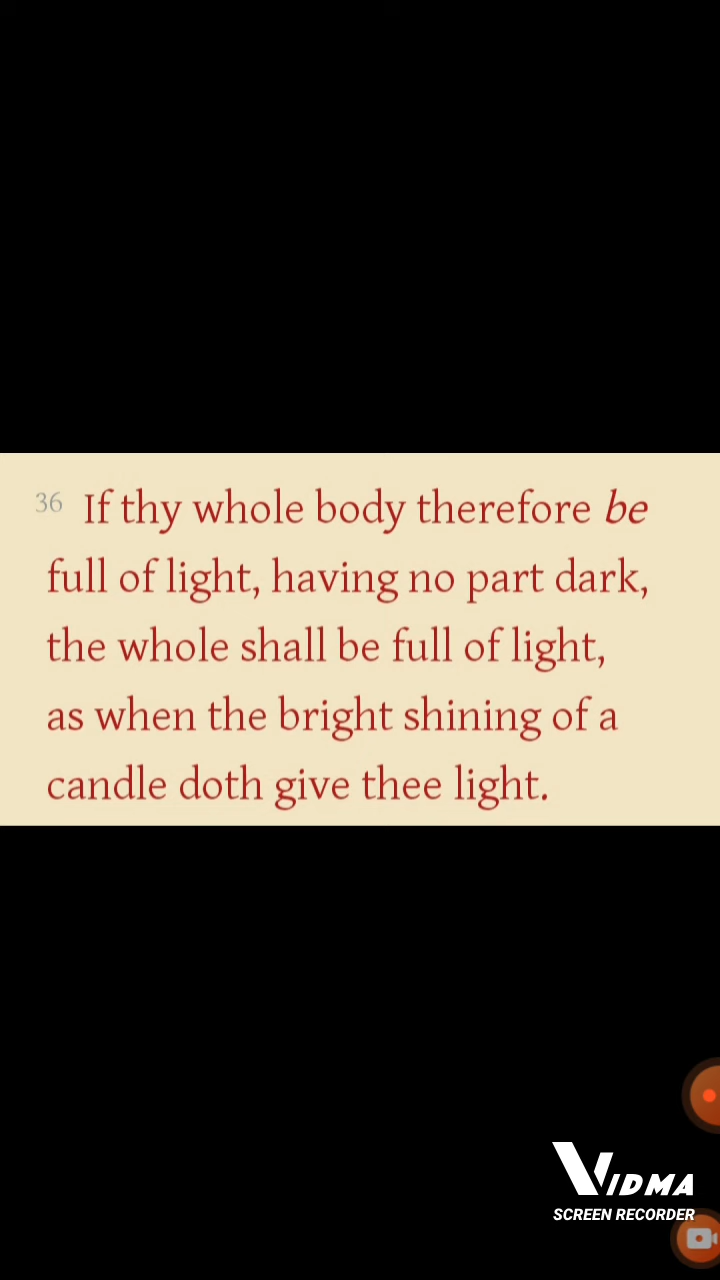 36 If thy whole body therefore be
full of light, having no part dark,
the whole shall be full of light,
as when the bright shining of a
candle doth give thee light.
VIDMA
SCREEN RECORDER